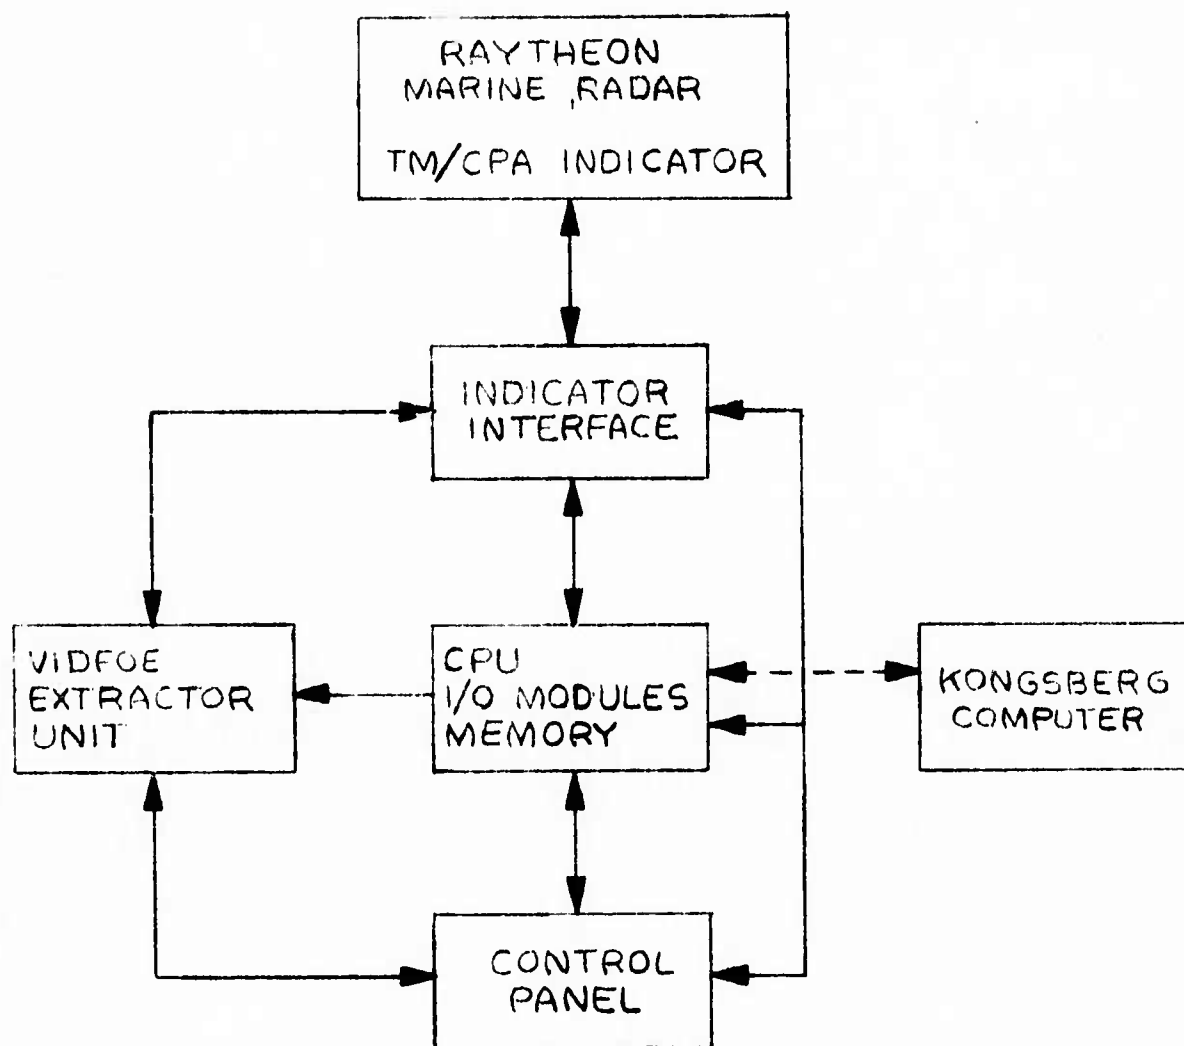 RAYTHEON
MARINE RADAR
TM/CPA INDICATOR
INDICATOR
INTERFACE
VIDFOE
EXTRACTOR
UNIT
CPU
I/O MODULES
MEMORY
KONGSBERG
COMPUTER
CONTROL
PANEL